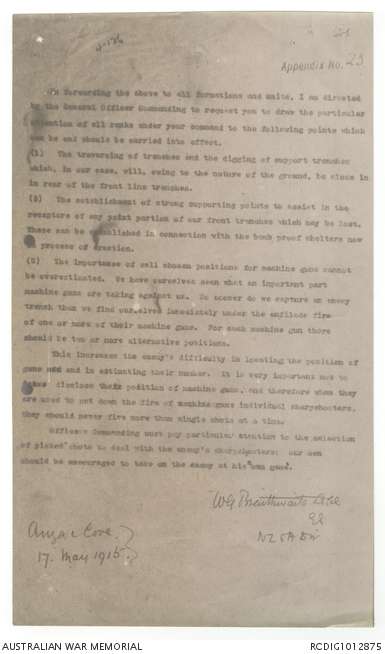 Appendix No. 23
In forwarding the above to all formations and units, I am directed
by the General Officer Commanding to request you to draw the particular
attention of all ranks under your command to the following points which
can be and should be carried into effect.
(1) The traversing of trenches and the digging of support trenches
which, in our case, will, owing to the nature of the ground, be close in
in rear of the front line trenches.
(2) The establishment of strong supporting points to assist in the
recapture of any point portion of our front trenches which may be lost.
These can be established in connection with the bomb proof shelters now
in process of erection.
(3) The importance of well chosen positions for machine guns cannot
be overestimated. We have ourselves seen what an important part
machine guns are taking against us. No sooner do we capture an enemy
trench than we find ourselves immediately under the enfilade fire
of one or more of their machine guns. For each machine gun there
should be two or more alternative positions.
This increases the enemy's difficulty in locating the position of
guns and in estimating their number. It is very important not to
disclose their position of machine guns, and therefore when they
are used to put down the fire of machine guns individual sharpshooters,
they should never fire more than single shots at a time.
Officers Commanding must pay particular attention to the selection
of picked shots to deal with the enemy's sharpshooters: our men
should be encouraged to take on the enemy at his "own game".
WG Braithwaite
NZ & A Div
Anzac Cove.
17. May 1915.
AUSTRALIAN WAR MEMORIAL
RCDIG1012875